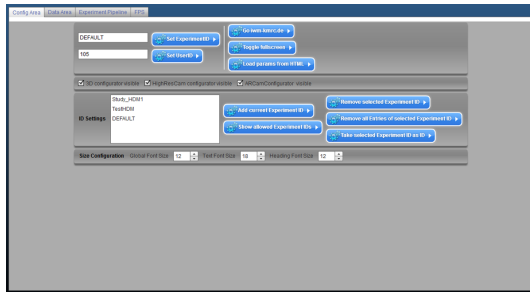 Config Area Data Area Experiment Pipeline FPS
DEFAULT
Set ExperimentID
105
Set UserID
Go iwm-kmrc.de
Toggle fullscreen
Load params from HTML
3D configurator visible HighResCam configurator visible ARCamConfigurator visible
ID Settings
Study_HDM1
TestHDM
DEFAULT
Add current Experiment ID
Show allowed Experiment IDs
Remove selected Experiment ID
Remove all Entries of selected Experiment ID
Take selected Experiment ID as ID
Size Configuration - Global Font Size 12 Text Font Size 18 Heading Font Size 12